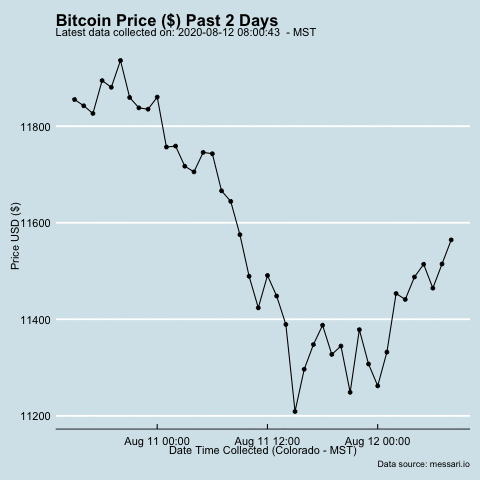 Bitcoin Price ($) Past 2 Days
Latest data collected on: 2020-08-12 08:00:43  - MST
11800
11600
11400
11200
Price USD ($)
Aug 11 00:00 Aug 11 12:00 Aug 12 00:00
Date Time Collected (Colorado - MST)
Data source: messari.io